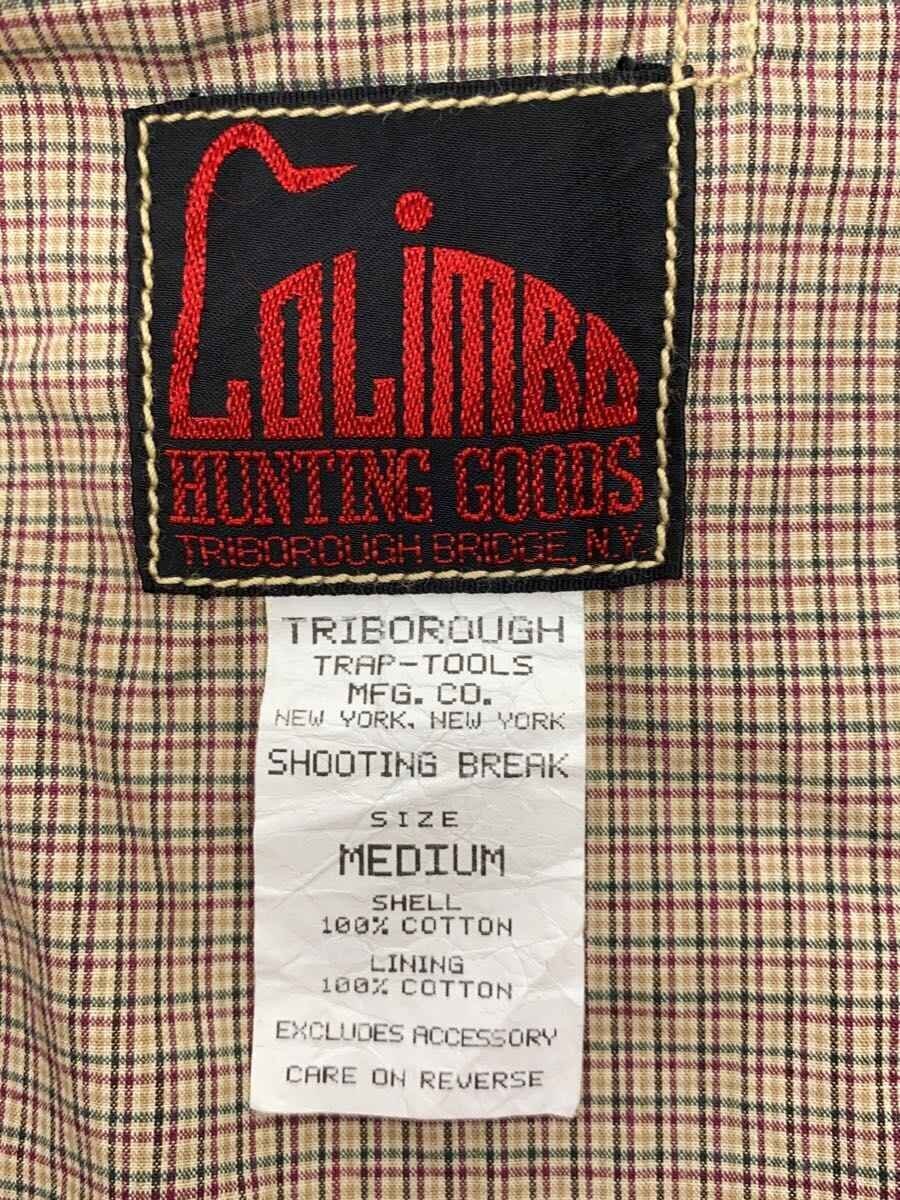 COLIMBO
HUNTING GOODS
TRIBOROUGH BRIDGE, N.Y.
TRIBOROUGH
TRAP-TOOLS
MFG. CO.
NEW YORK, NEW YORK
SHOOTING BREAK
SIZE
MEDIUM
SHELL
100% COTTON
LINING
100% COTTON
EXCLUDES ACCESSORY
CARE ON REVERSE